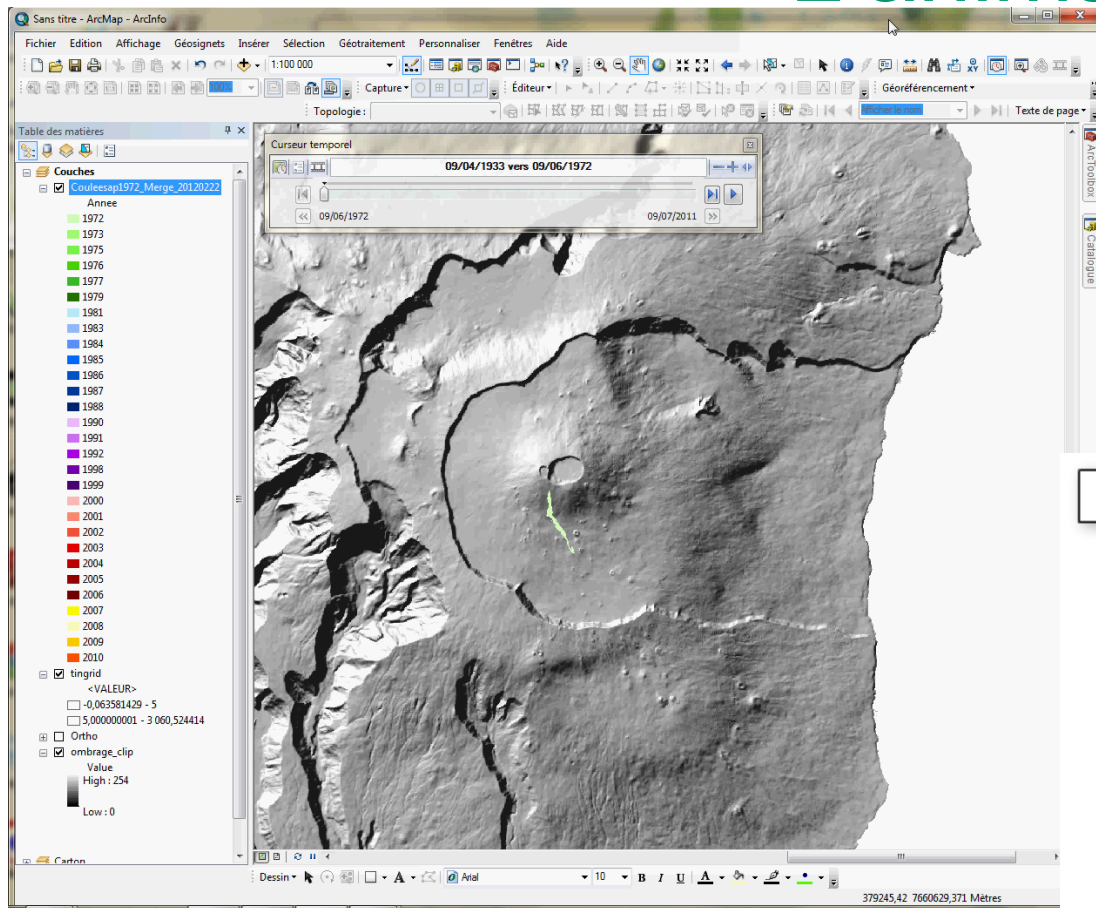 Sans titre - ArcMap - ArcInfo
Fichier Edition Affichage Géosignets Insérer Sélection Géotraitement Personnaliser Fenêtres Aide
1:100 000
100% Capture Éditeur Géoréférencement
Topologie : Afficher le nom Texte de page
Table des matières
Couches
Couleesap1972_Merge_20120222
Annee
1972
1973
1975
1976
1977
1979
1981
1983
1984
1985
1986
1987
1988
1990
1991
1992
1998
1999
2000
2001
2002
2003
2004
2005
2006
2007
2008
2009
2010
tingrid
<VALEUR>
-0,063581429 - 5
5,000000001 - 3 060,524414
Ortho
ombrage_clip
Value
High : 254
Low : 0
Carton
Curseur temporel
09/04/1933 vers 09/06/1972
09/06/1972 09/07/2011
ArcToolbox
Catalogue
Dessin A Arial 10 B I U A
379245,42 7660629,371 Mètres